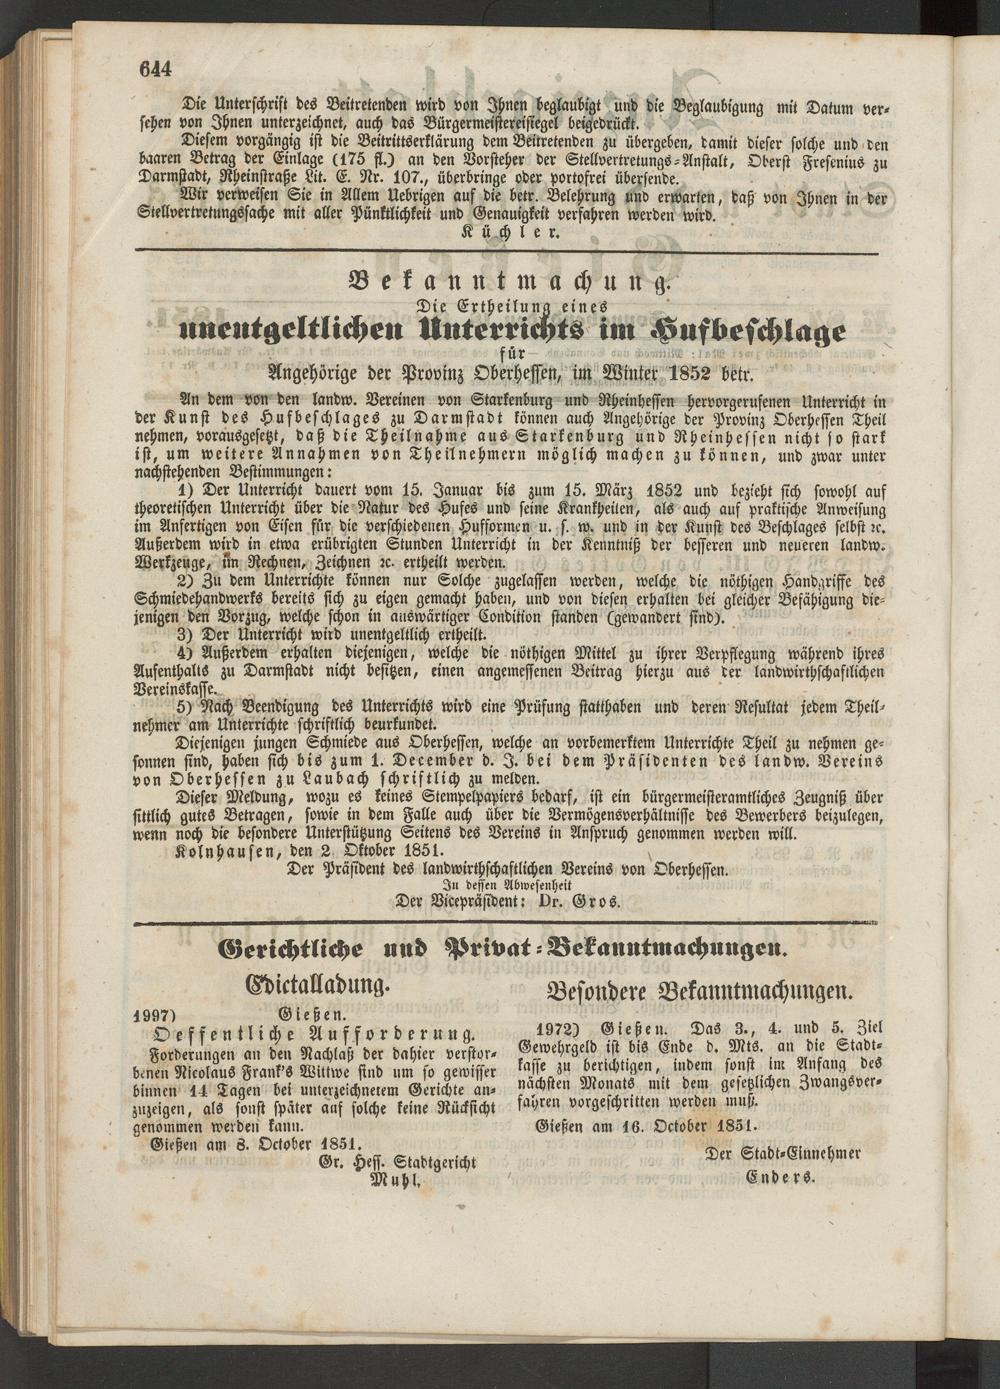 644
Die Unterschrift des Beitretenden wird von Ihnen beglaubigt und die Beglaubigung mit Datum ver-
sehen von Ihnen unterzeichnet, auch das Bürgermeistereisiegel beigedrückt.
Diesem vorgängig ist die Beitrittserklärung dem Beitretenden zu übergeben, damit dieser solche und den
baaren Betrag der Einlage (175 fl.) an den Vorsteher der Stellvertretungs-Anstalt, Oberst Fresenius zu
Darmstadt, Rheinstraße Lit. E. Nr. 107., überbringe oder portofrei übersende.
Wir verweisen Sie in Allem Uebrigen auf die betr. Belehrung und erwarten, daß von Ihnen in der
Stellvertretungssache mit aller Pünktlichkeit und Genauigkeit verfahren werden wird.
Küchler.
Bekanntmachung.
Die Ertheilung eines
unentgeltlichen Unterrichts im Hufbeschlage
für
Angehörige der Provinz Oberhessen, im Winter 1852 betr.
An dem von den landw. Vereinen von Starkenburg und Rheinhessen hervorgerufenen Unterricht in
der Kunst des Hufbeschlages zu Darmstadt können auch Angehörige der Provinz Oberhessen Theil
nehmen, vorausgesetzt, daß die Theilnahme aus Starkenburg und Rheinhessen nicht so stark
ist, um weitere Annahmen von Theilnehmern möglich machen zu können, und zwar unter
nachstehenden Bestimmungen:
1) Der Unterricht dauert vom 15. Januar bis zum 15. März 1852 und bezieht sich sowohl auf
theoretischen Unterricht über die Natur des Hufes und seine Krankheiten, als auch auf praktische Anweisung
im Anfertigen von Eisen für die verschiedenen Hufformen u. s. w. und in der Kunst des Beschlages selbst ꝛc.
Außerdem wird in etwa erübrigten Stunden Unterricht in der Kenntniß der besseren und neueren landw.
Werkzeuge, im Rechnen, Zeichnen ꝛc. ertheilt werden.
2) Zu dem Unterrichte können nur Solche zugelassen werden, welche die nöthigen Handgriffe des
Schmiedehandwerks bereits sich zu eigen gemacht haben, und von diesen erhalten bei gleicher Befähigung die-
jenigen den Vorzug, welche schon in auswärtiger Condition standen (gewandert sind).
3) Der Unterricht wird unentgeltlich ertheilt.
4) Außerdem erhalten diejenigen, welche die nöthigen Mittel zu ihrer Verpflegung während ihres
Aufenthalts zu Darmstadt nicht besitzen, einen angemessenen Beitrag hierzu aus der landwirthschaftlichen
Vereinskasse.
5) Nach Beendigung des Unterrichts wird eine Prüfung statthaben und deren Resultat jedem Theil-
nehmer am Unterrichte schriftlich beurkundet.
Diejenigen jungen Schmiede aus Oberhessen, welche an vorbemerktem Unterrichte Theil zu nehmen ge-
sonnen sind, haben sich bis zum 1. December d. J. bei dem Präsidenten des landw. Vereins
von Oberhessen zu Laubach schriftlich zu melden.
Dieser Meldung, wozu es keines Stempelpapiers bedarf, ist ein bürgermeisteramtliches Zeugniß über
sittlich gutes Betragen, sowie in dem Falle auch über die Vermögensverhältnisse des Bewerbers beizulegen,
wenn noch die besondere Unterstützung Seitens des Vereins in Anspruch genommen werden will.
Kolnhausen, den 2. Oktober 1851.
Der Präsident des landwirthschaftlichen Vereins von Oberhessen.
In dessen Abwesenheit
Der Vicepräsident: Dr. Gros.
Gerichtliche und Privat-Bekanntmachungen.
Edictalladung.
1997) Gießen.
Oeffentliche Aufforderung.
Forderungen an den Nachlaß der dahier verstor-
benen Nicolaus Frank's Wittwe sind um so gewisser
binnen 14 Tagen bei unterzeichnetem Gerichte an-
zuzeigen, als sonst später auf solche keine Rücksicht
genommen werden kann.
Gießen am 8. October 1851.
Gr. Hess. Stadtgericht
Muhl.
Besondere Bekanntmachungen.
1972) Gießen. Das 3., 4. und 5. Ziel
Gewehrgeld ist bis Ende d. Mts. an die Stadt-
kasse zu berichtigen, indem sonst im Anfang des
nächsten Monats mit dem gesetzlichen Zwangsver-
fahren vorgeschritten werden muß.
Gießen am 16. October 1851.
Der Stadt-Einnehmer
Enders.